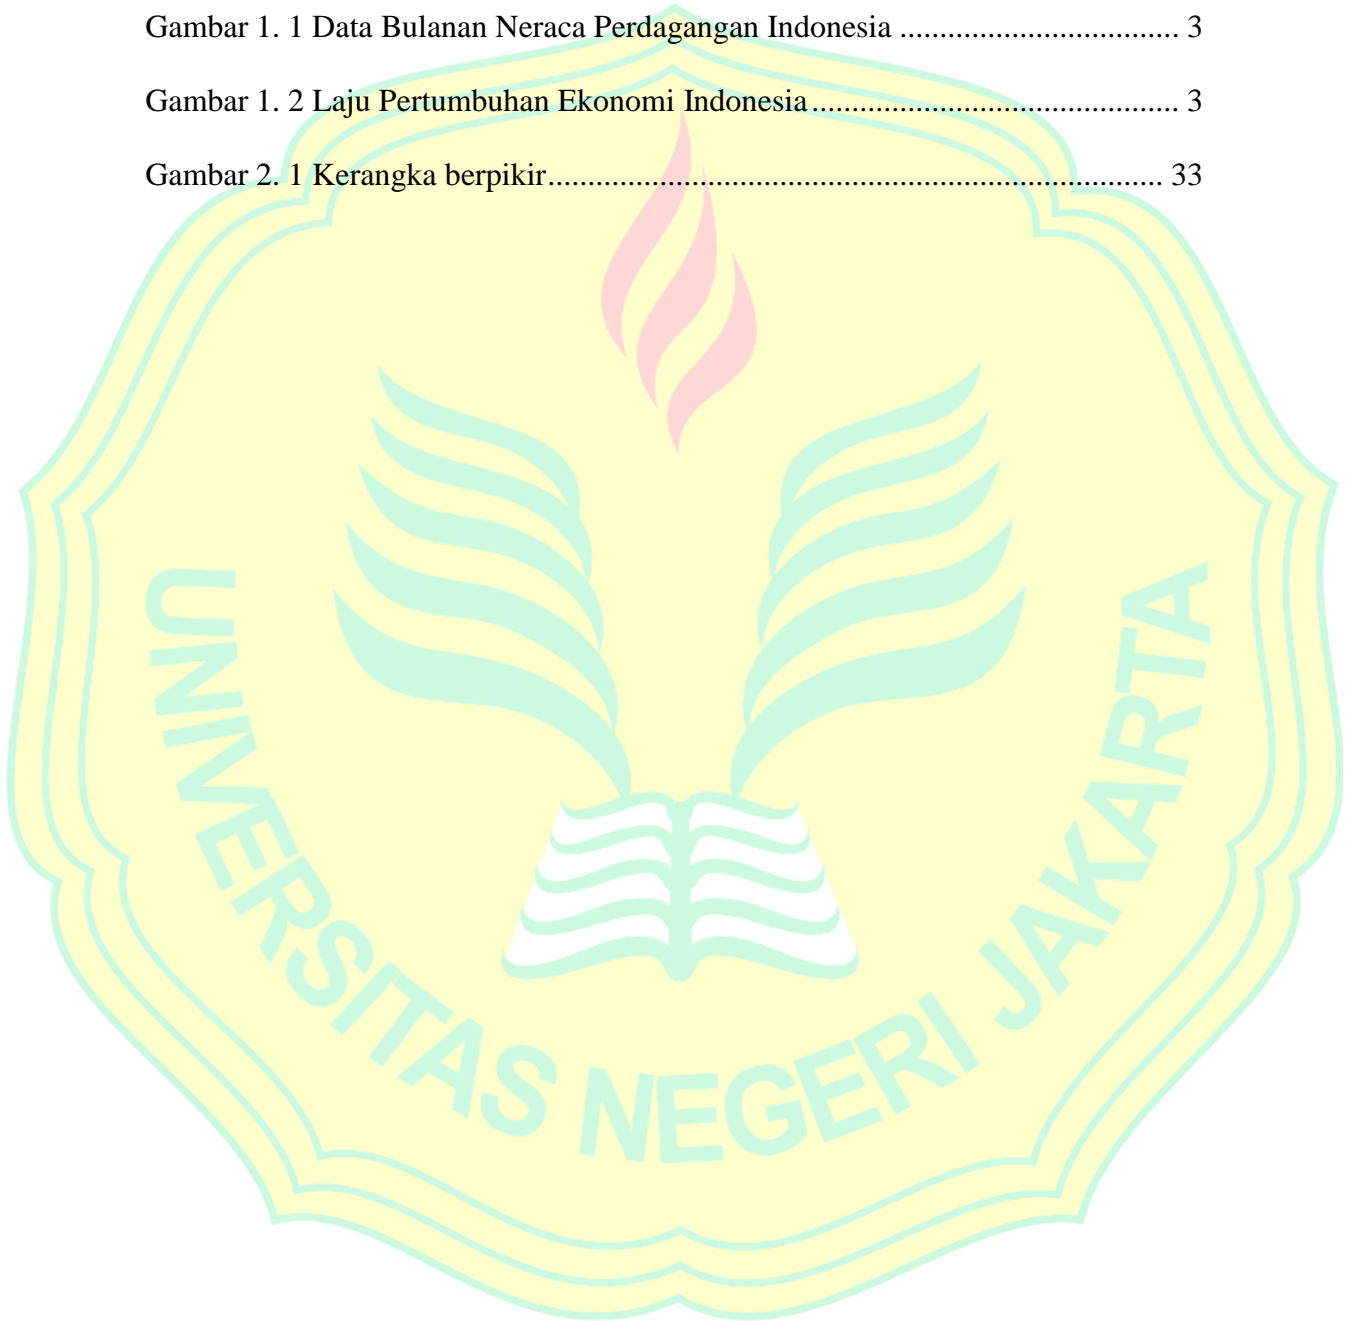 Gambar 1. 1 Data Bulanan Neraca Perdagangan Indonesia ................................... 3
Gambar 1. 2 Laju Pertumbuhan Ekonomi Indonesia .............................................. 3
Gambar 2. 1 Kerangka berpikir ............................................................................. 33
UNIVERSITAS NEGERI JAKARTA